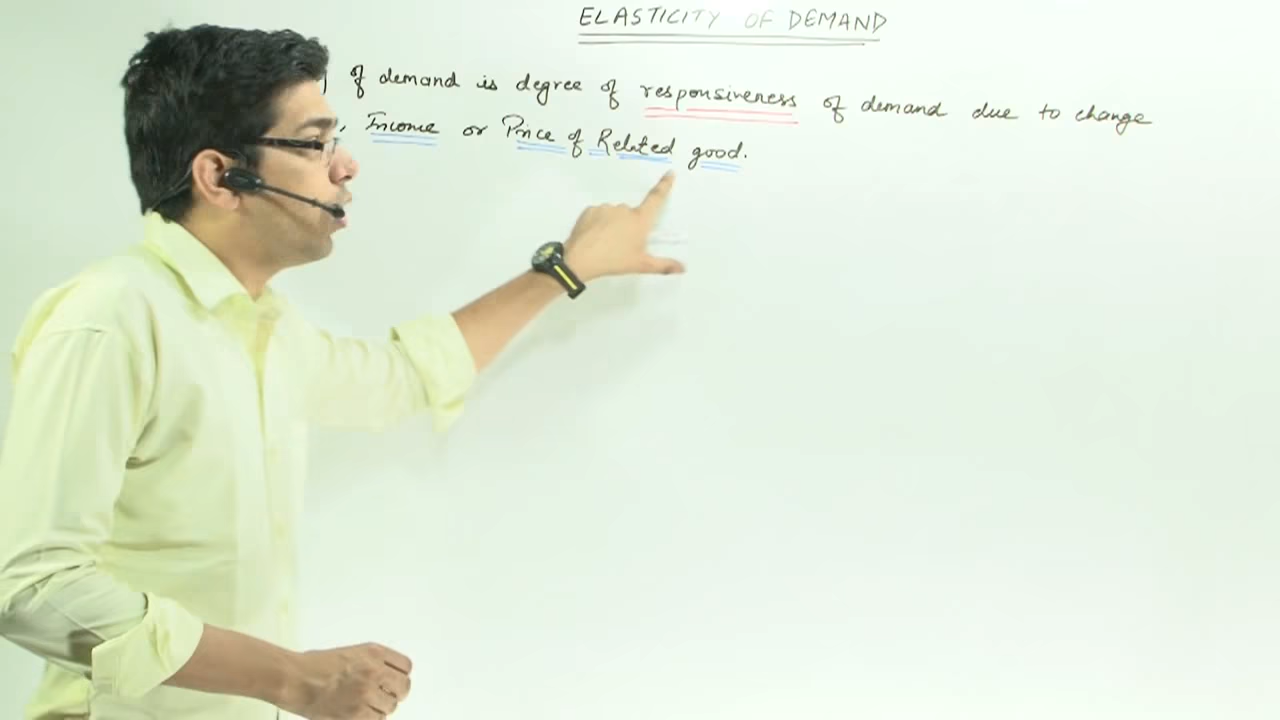 ELASTICITY OF DEMAND
of demand is degree of responsiveness of demand due to change
, Income or Price of Related good.